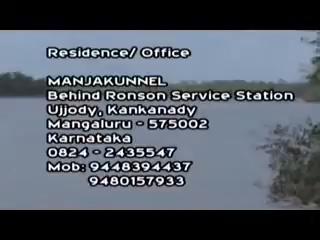 Residence/ Office
MANJAKUNNEL
Behind Ronson Service Station
Ujjody, Kankanady
Mangaluru - 575002
Karnataka
0824 - 2435547
Mob: 9448394437
9480157933